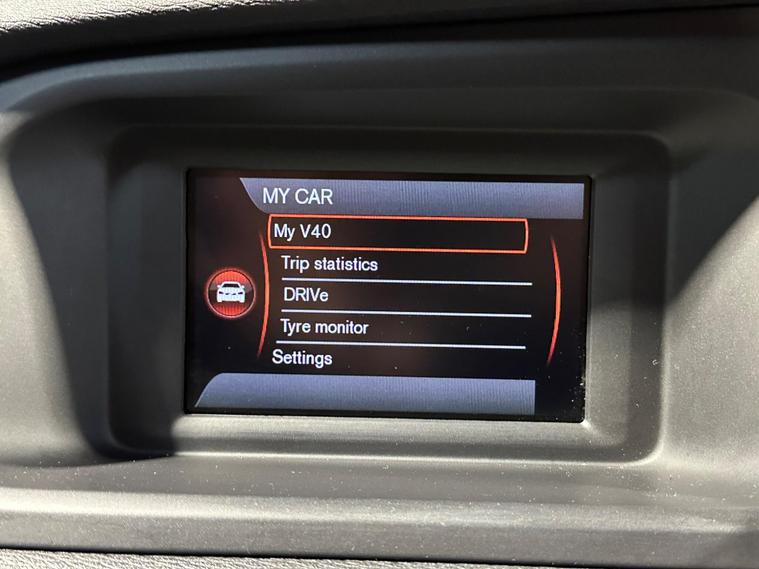 MY CAR
My V40
Trip statistics
DRIVe
Tyre monitor
Settings